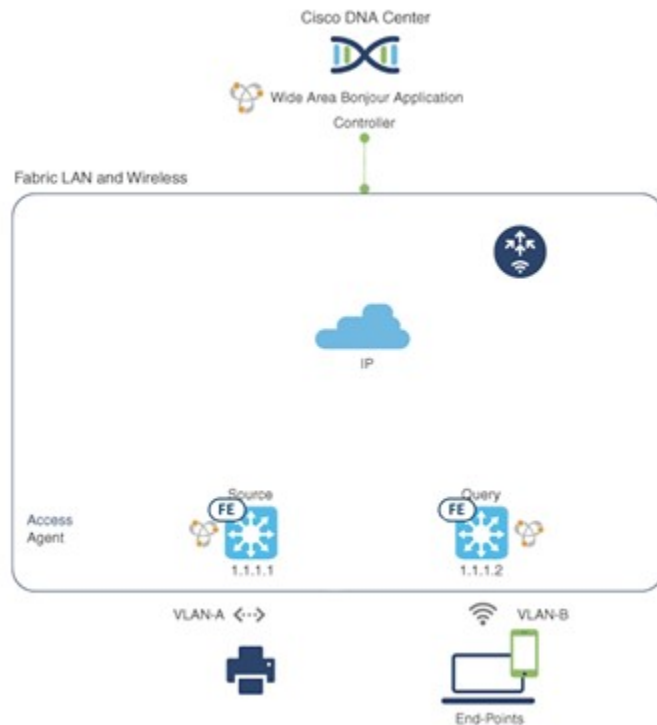 Cisco DNA Center
Wide Area Bonjour Application
Controller
Fabric LAN and Wireless
IP
Source
Query
FE
FE
Access
Agent
1.1.1.1
1.1.1.2
VLAN-A
VLAN-B
End-Points